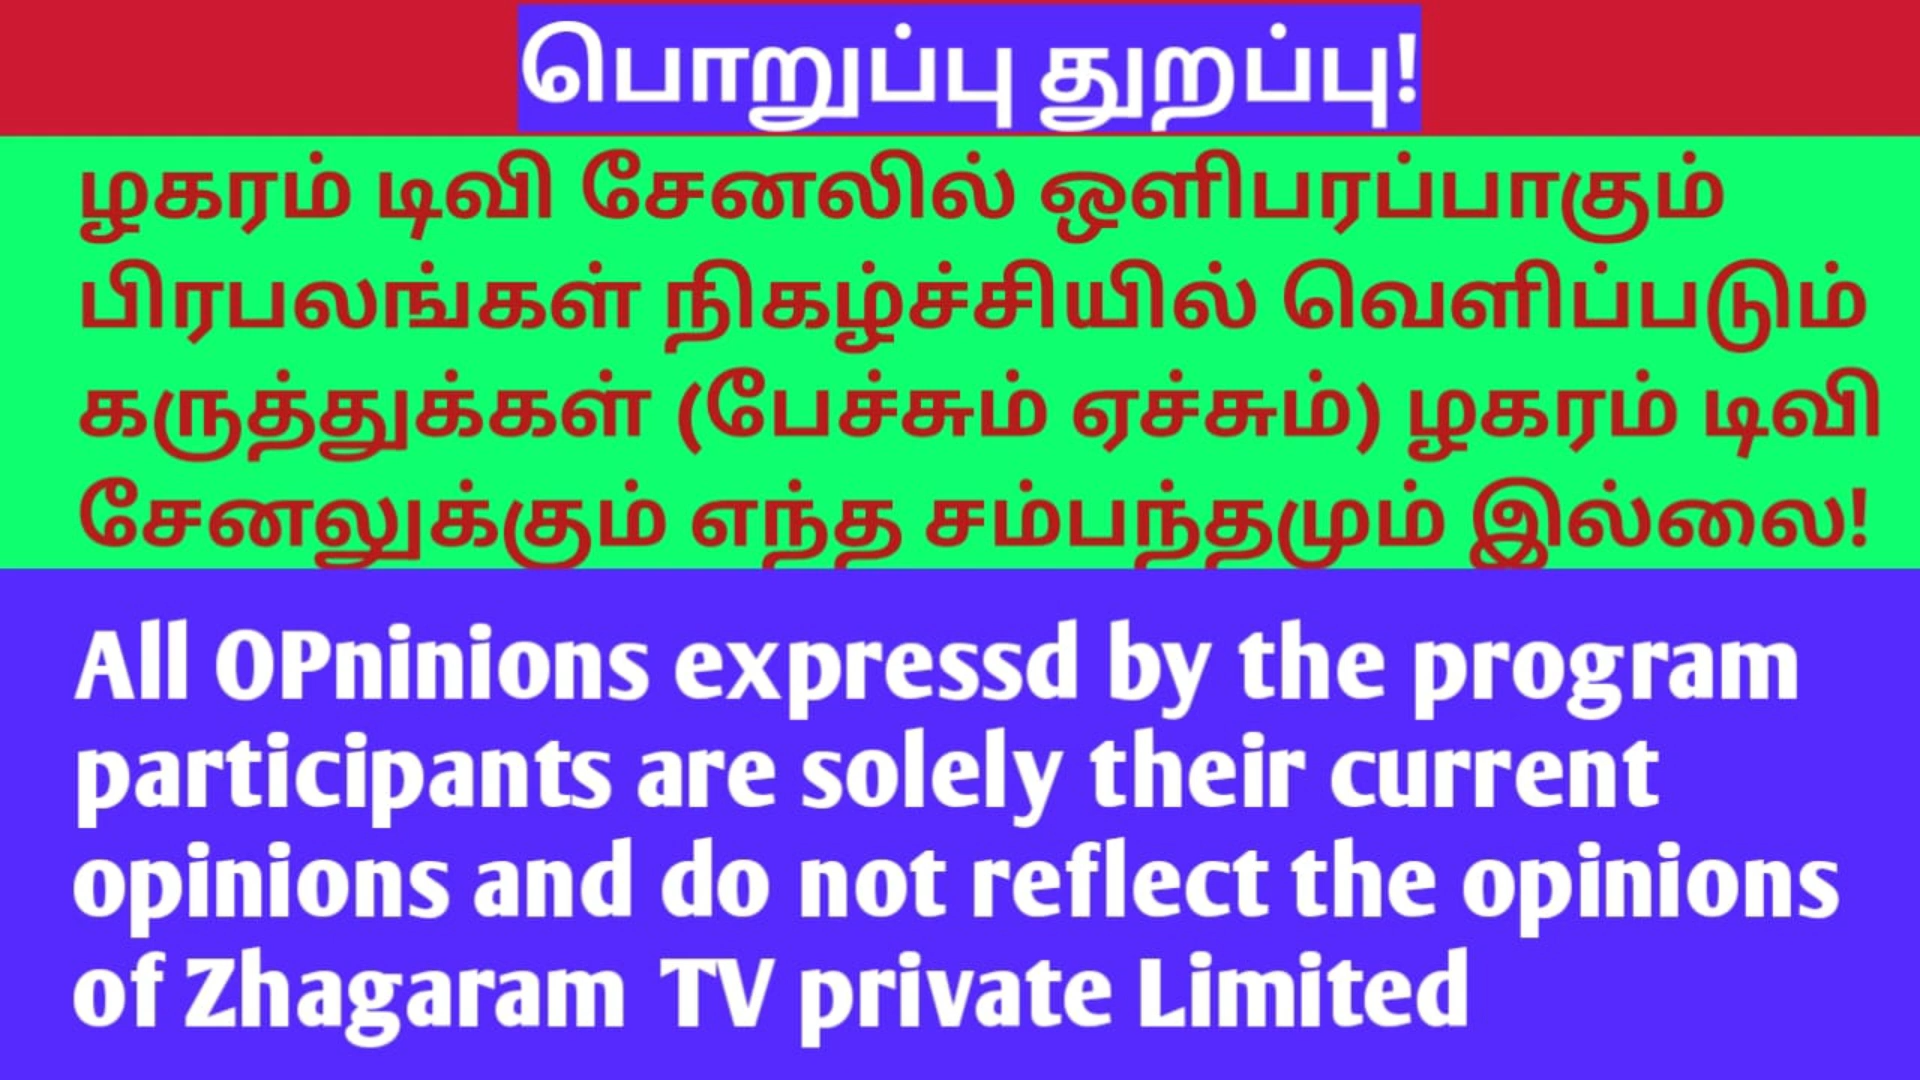 பொறுப்பு துறப்பு!
ழகரம் டிவி சேனலில் ஒளிபரப்பாகும்
பிரபலங்கள் நிகழ்ச்சியில் வெளிப்படும்
கருத்துக்கள் (பேச்சும் ஏச்சும்) ழகரம் டிவி
சேனலுக்கும் எந்த சம்பந்தமும் இல்லை!
All OPninions expressd by the program
participants are solely their current
opinions and do not reflect the opinions
of Zhagaram TV private Limited